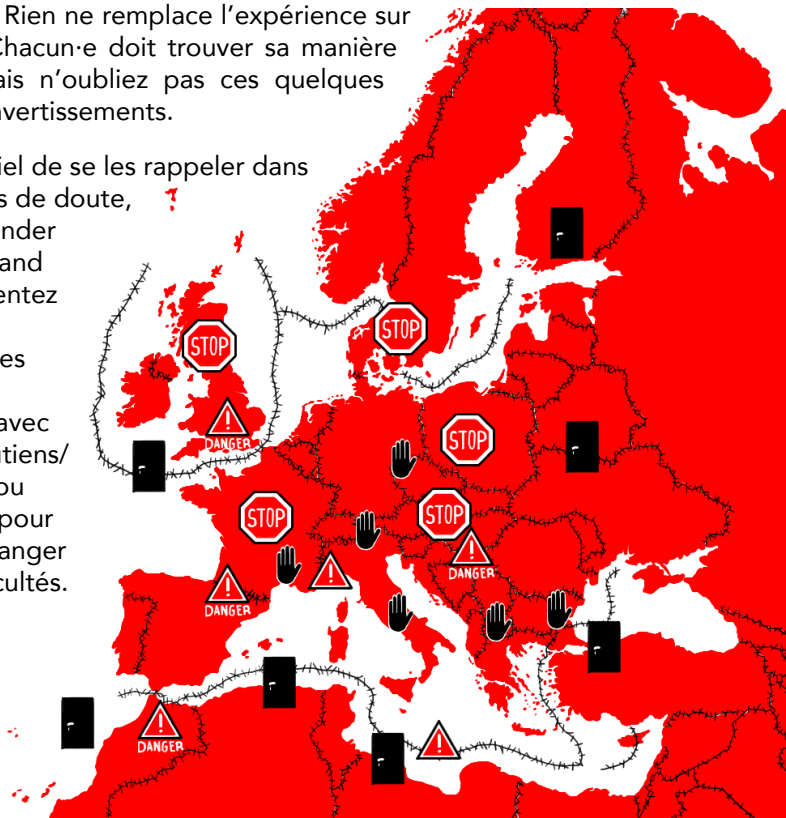 Rien ne remplace l'expérience sur
Chacun·e doit trouver sa manière
ais n'oubliez pas ces quelques
avertissements.
iel de se les rappeler dans
s de doute,
ander
and
entez
es
avec
tiens/
ou
pour
anger
cultés.
STOP
STOP
STOP
DANGER
STOP
STOP
DANGER
DANGER
DANGER